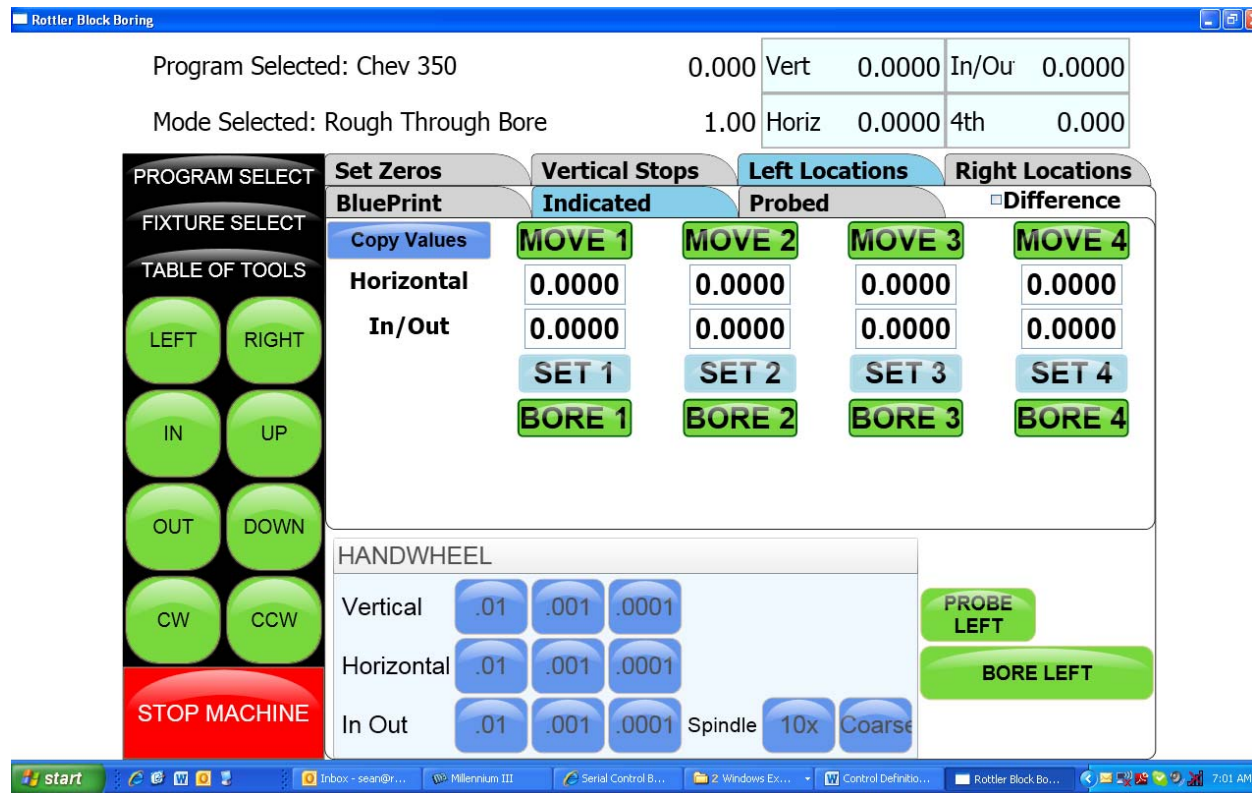 Rottler Block Boring
Program Selected: Chev 350 0.000 Vert 0.0000 In/Ou 0.0000
Mode Selected: Rough Through Bore 1.00 Horiz 0.0000 4th 0.000
PROGRAM SELECT
FIXTURE SELECT
TABLE OF TOOLS
LEFT RIGHT
IN UP
OUT DOWN
CW CCW
STOP MACHINE
Set Zeros Vertical Stops Left Locations Right Locations
BluePrint Indicated Probed Difference
Copy Values MOVE 1 MOVE 2 MOVE 3 MOVE 4
Horizontal 0.0000 0.0000 0.0000 0.0000
In/Out 0.0000 0.0000 0.0000 0.0000
SET 1 SET 2 SET 3 SET 4
BORE 1 BORE 2 BORE 3 BORE 4
HANDWHEEL
Vertical .01 .001 .0001
Horizontal .01 .001 .0001
In Out .01 .001 .0001 Spindle 10x Coarse
PROBE
LEFT
BORE LEFT
start Inbox - sean@r... Millennium III Serial Control B... 2 Windows Ex... Control Definitio... Rottler Block Bo... 7:01 AM